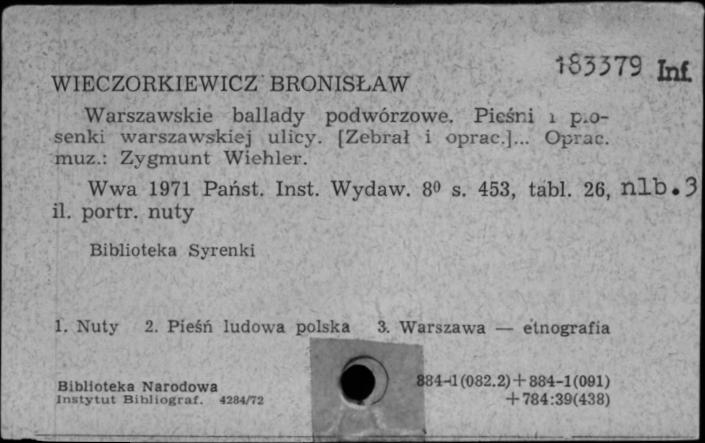 183379 Inf.
WIECZORKIEWICZ BRONISŁAW
Warszawskie ballady podwórzowe. Pieśni i p.o-
senki warszawskiej ulicy. [Zebrał i oprac.]... Oprac.
muz.: Zygmunt Wiehler.
Wwa 1971 Państ. Inst. Wydaw. 8⁰ s. 453, tabl. 26, nlb. 3
il. portr. nuty
Biblioteka Syrenki
1. Nuty 2. Pieśń ludowa polska 3. Warszawa — etnografia
Biblioteka Narodowa 884-1(082.2)+884-1(091)
Instytut Bibliograf. 4284/72 +784:39(438)